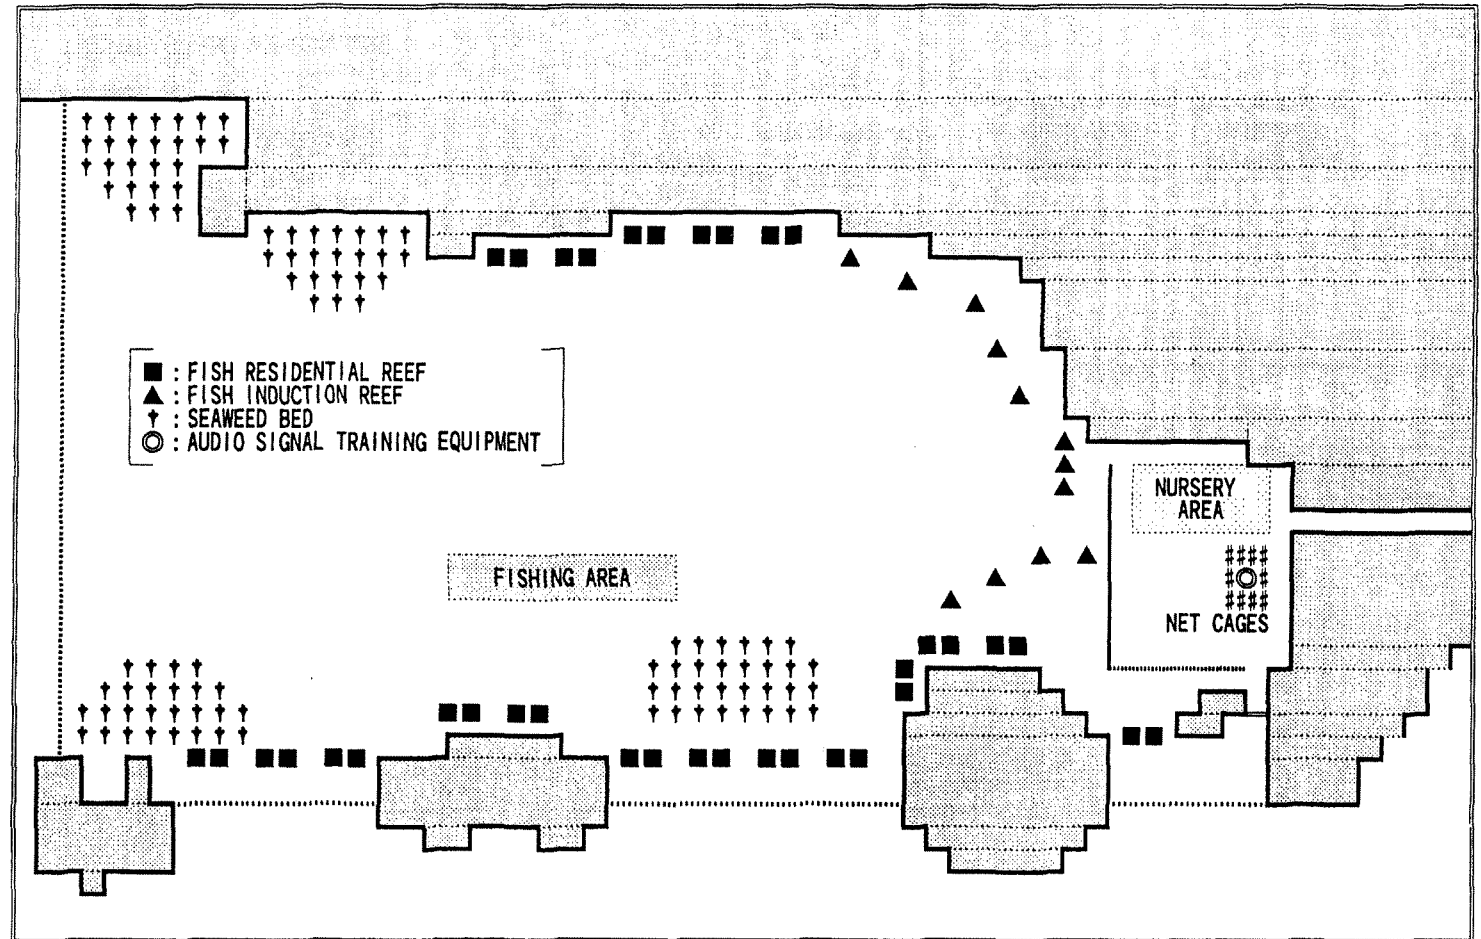 ■ : FISH RESIDENTIAL REEF
▲ : FISH INDUCTION REEF
: SEAWEED BED
◎ : AUDIO SIGNAL TRAINING EQUIPMENT
NURSERY
AREA
FISHING AREA
NET CAGES